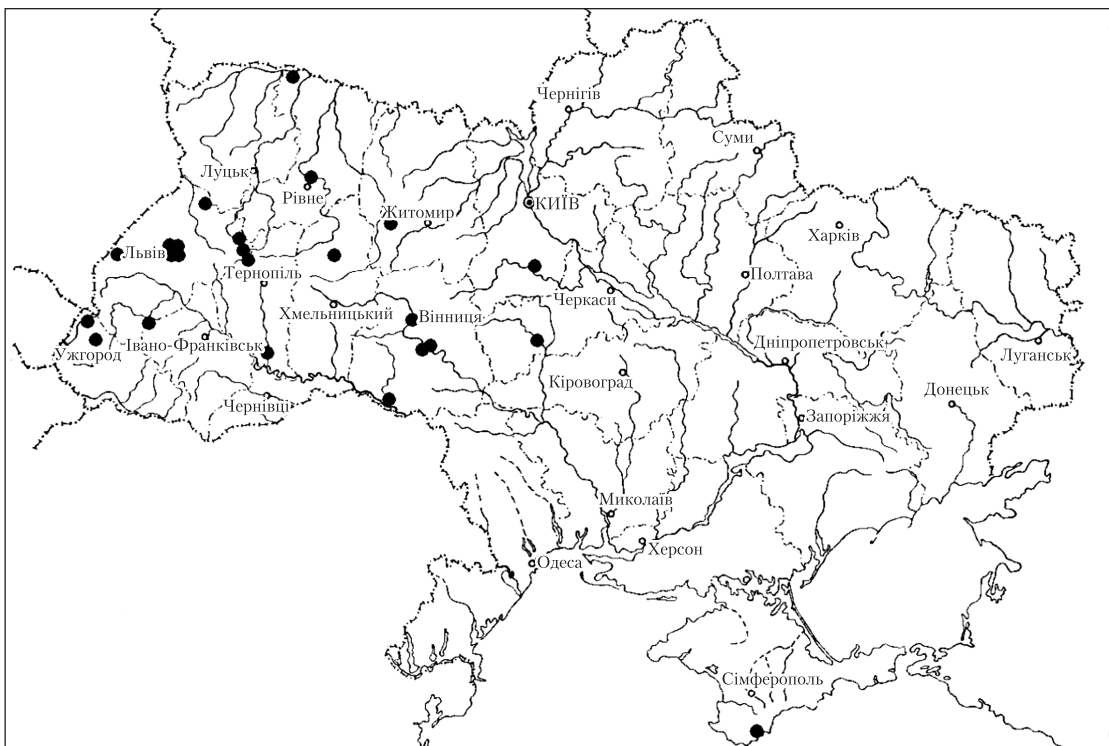 Чернігів
Суми
Луцьк
Рівне
КИЇВ
Житомир
Харків
Львів
Тернопіль
Полтава
Черкаси
Хмельницький
Вінниця
Івано-Франківськ
Ужгород
Дніпропетровськ
Луганськ
Кіровоград
Донецьк
Чернівці
Запоріжжя
Миколаїв
Херсон
Одеса
Сімферополь